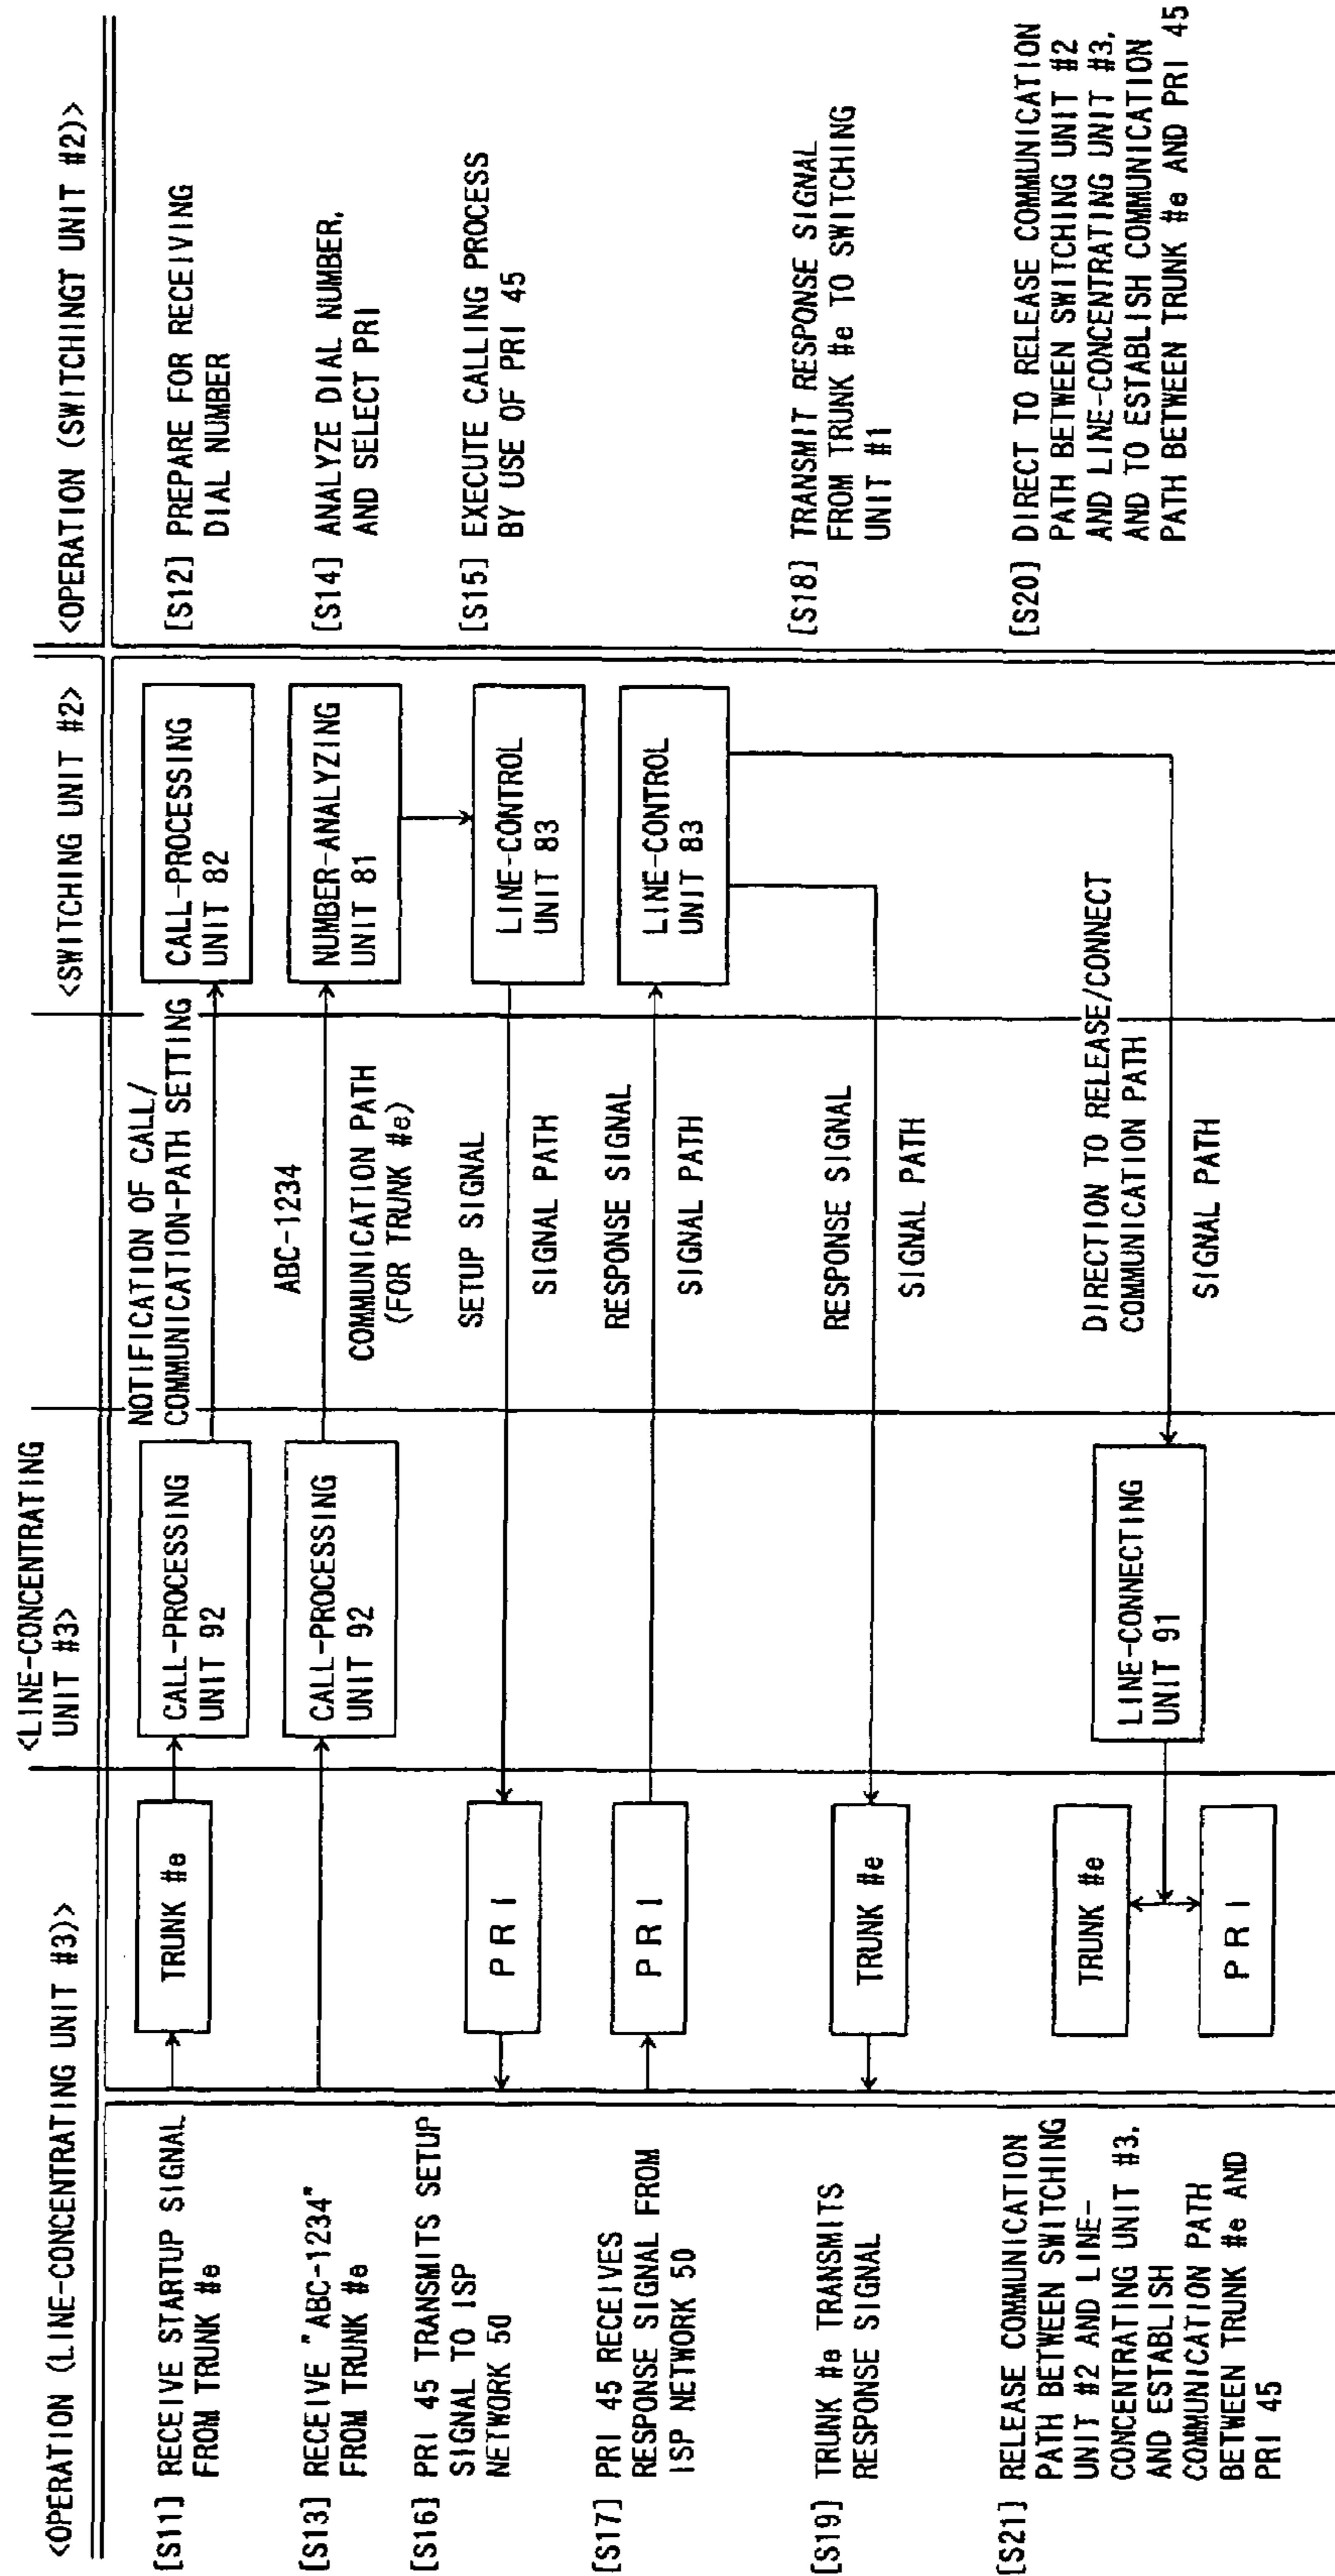 <OPERATION (LINE-CONCENTRATING UNIT #3)>
<LINE-CONCENTRATING
UNIT #3>
<SWITCHING UNIT #2>
<OPERATION (SWITCHINGT UNIT #2)>
[S11] RECEIVE STARTUP SIGNAL
FROM TRUNK #e
TRUNK #e
CALL-PROCESSING
UNIT 92
NOTIFICATION OF CALL/
COMMUNICATION-PATH SETTING
CALL-PROCESSING
UNIT 82
[S12] PREPARE FOR RECEIVING
DIAL NUMBER
[S13] RECEIVE "ABC-1234"
FROM TRUNK #e
CALL-PROCESSING
UNIT 92
ABC-1234
COMMUNICATION PATH
(FOR TRUNK #e)
NUMBER-ANALYZING
UNIT 81
[S14] ANALYZE DIAL NUMBER,
AND SELECT PRI
[S16] PRI 45 TRANSMITS SETUP
SIGNAL TO ISP
NETWORK 50
PRI
SETUP SIGNAL
SIGNAL PATH
LINE-CONTROL
UNIT 83
[S15] EXECUTE CALLING PROCESS
BY USE OF PRI 45
[S17] PRI 45 RECEIVES
RESPONSE SIGNAL FROM
ISP NETWORK 50
PRI
RESPONSE SIGNAL
SIGNAL PATH
LINE-CONTROL
UNIT 83
[S19] TRUNK #e TRANSMITS
RESPONSE SIGNAL
TRUNK #e
RESPONSE SIGNAL
SIGNAL PATH
[S18] TRANSMIT RESPONSE SIGNAL
FROM TRUNK #e TO SWITCHING
UNIT #1
[S21] RELEASE COMMUNICATION
PATH BETWEEN SWITCHING
UNIT #2 AND LINE-
CONCENTRATING UNIT #3,
AND ESTABLISH
COMMUNICATION PATH
BETWEEN TRUNK #e AND
PRI 45
TRUNK #e
PRI
LINE-CONNECTING
UNIT 91
DIRECTION TO RELEASE/CONNECT
COMMUNICATION PATH
SIGNAL PATH
[S20] DIRECT TO RELEASE COMMUNICATION
PATH BETWEEN SWITCHING UNIT #2
AND LINE-CONCENTRATING UNIT #3,
AND TO ESTABLISH COMMUNICATION
PATH BETWEEN TRUNK #e AND PRI 45